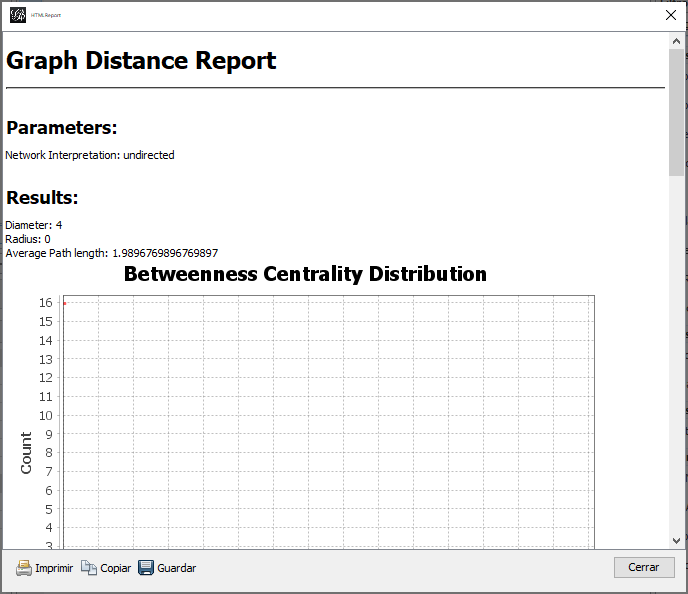 HTMLReport
Graph Distance Report
Parameters:
Network Interpretation: undirected
Results:
Diameter: 4
Radius: 0
Average Path length: 1.9896769896769897
Betweenness Centrality Distribution
16
15
14
13
12
11
10
9
8
7
6
5
4
3
Count
Imprimir Copiar Guardar Cerrar